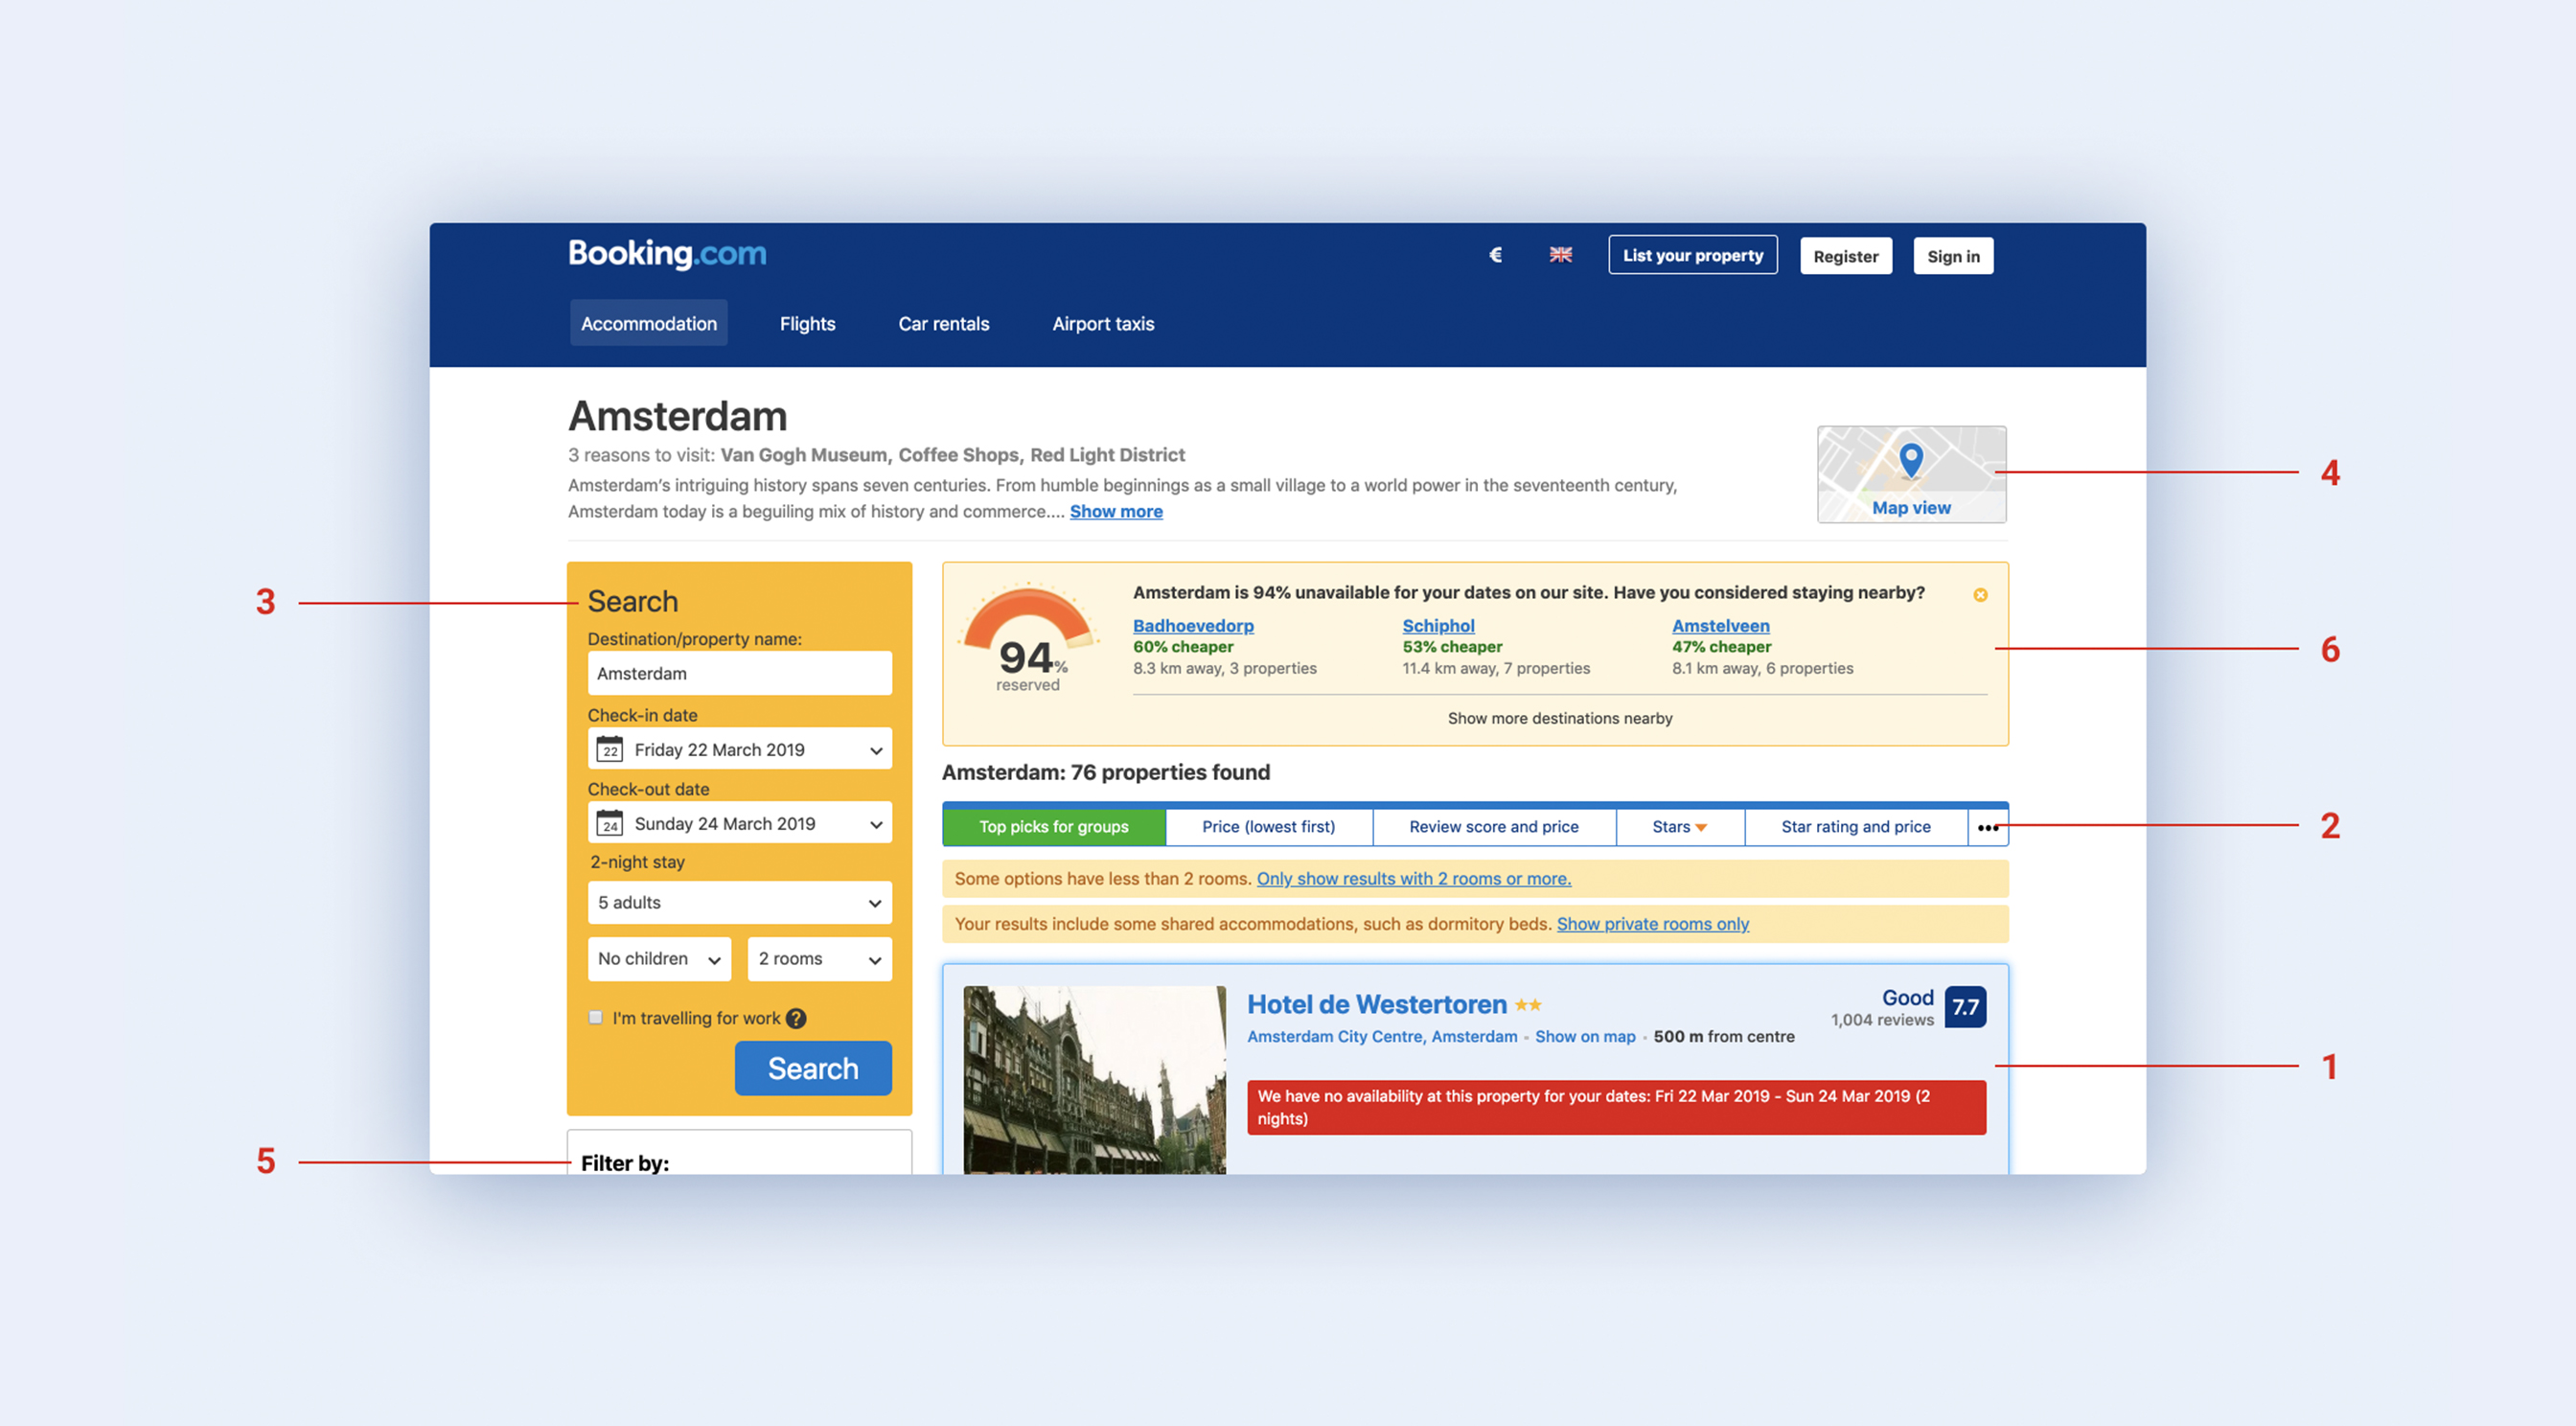 Booking.com
€
List your property
Register
Sign in
Accommodation
Flights
Car rentals
Airport taxis
Amsterdam
3 reasons to visit: Van Gogh Museum, Coffee Shops, Red Light District
Amsterdam's intriguing history spans seven centuries. From humble beginnings as a small village to a world power in the seventeenth century,
Amsterdam today is a beguiling mix of history and commerce.... Show more
Map view
4
3
Search
Destination/property name:
Amsterdam
Check-in date
22 Friday 22 March 2019
Check-out date
24 Sunday 24 March 2019
2-night stay
5 adults
No children
2 rooms
I'm travelling for work ?
Search
5
Filter by:
94%
reserved
Amsterdam is 94% unavailable for your dates on our site. Have you considered staying nearby?
Badhoevedorp
60% cheaper
8.3 km away, 3 properties
Schiphol
53% cheaper
11.4 km away, 7 properties
Amstelveen
47% cheaper
8.1 km away, 6 properties
Show more destinations nearby
6
Amsterdam: 76 properties found
Top picks for groups
Price (lowest first)
Review score and price
Stars
Star rating and price
•••
2
Some options have less than 2 rooms. Only show results with 2 rooms or more.
Your results include some shared accommodations, such as dormitory beds. Show private rooms only
Hotel de Westertoren
Good
7.7
1,004 reviews
Amsterdam City Centre, Amsterdam • Show on map • 500 m from centre
We have no availability at this property for your dates: Fri 22 Mar 2019 - Sun 24 Mar 2019 (2
nights)
1